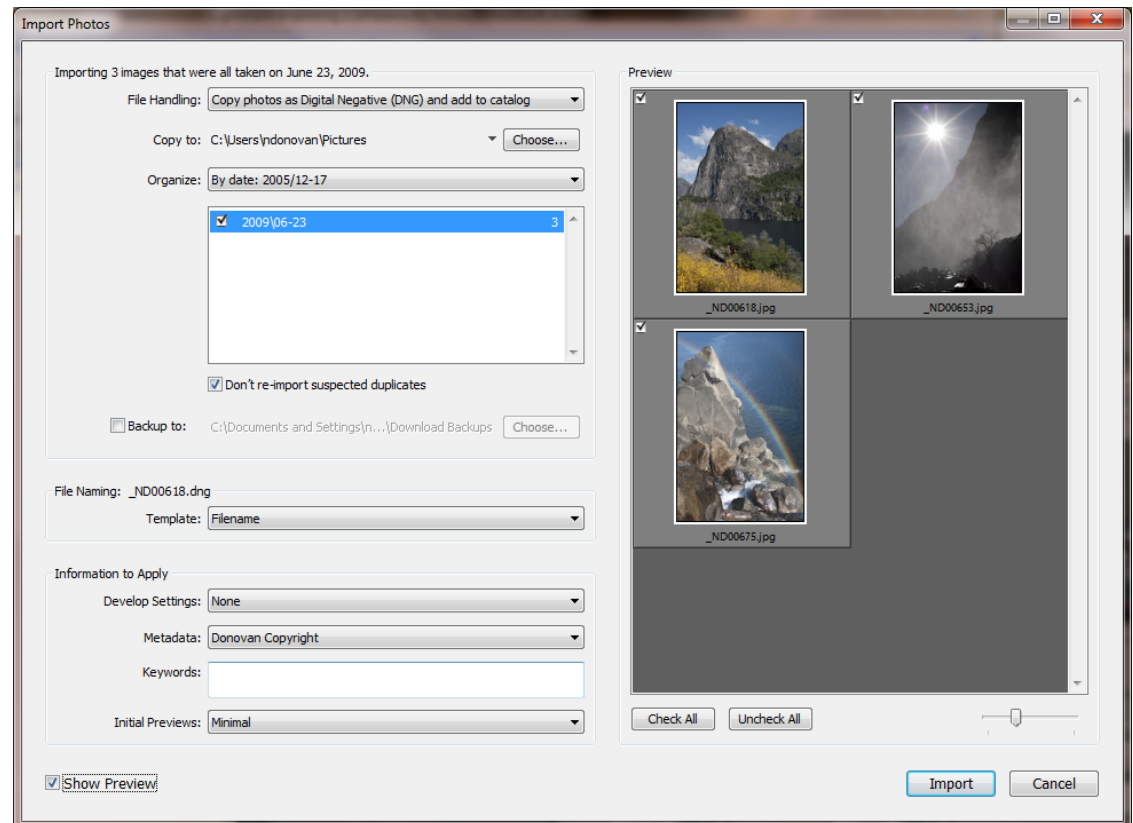 Import Photos
Importing 3 images that were all taken on June 23, 2009.
File Handling: Copy photos as Digital Negative (DNG) and add to catalog
Copy to: C:\Users\ndonovan\Pictures Choose...
Organize: By date: 2005/12-17
2009\06-23 3
Don't re-import suspected duplicates
Backup to: C:\Documents and Settings\n...\Download Backups Choose...
File Naming: _ND00618.dng
Template: Filename
Information to Apply
Develop Settings: None
Metadata: Donovan Copyright
Keywords:
Initial Previews: Minimal
Show Preview
Preview
_ND00618.jpg
_ND00653.jpg
_ND00675.jpg
Check All Uncheck All
Import Cancel